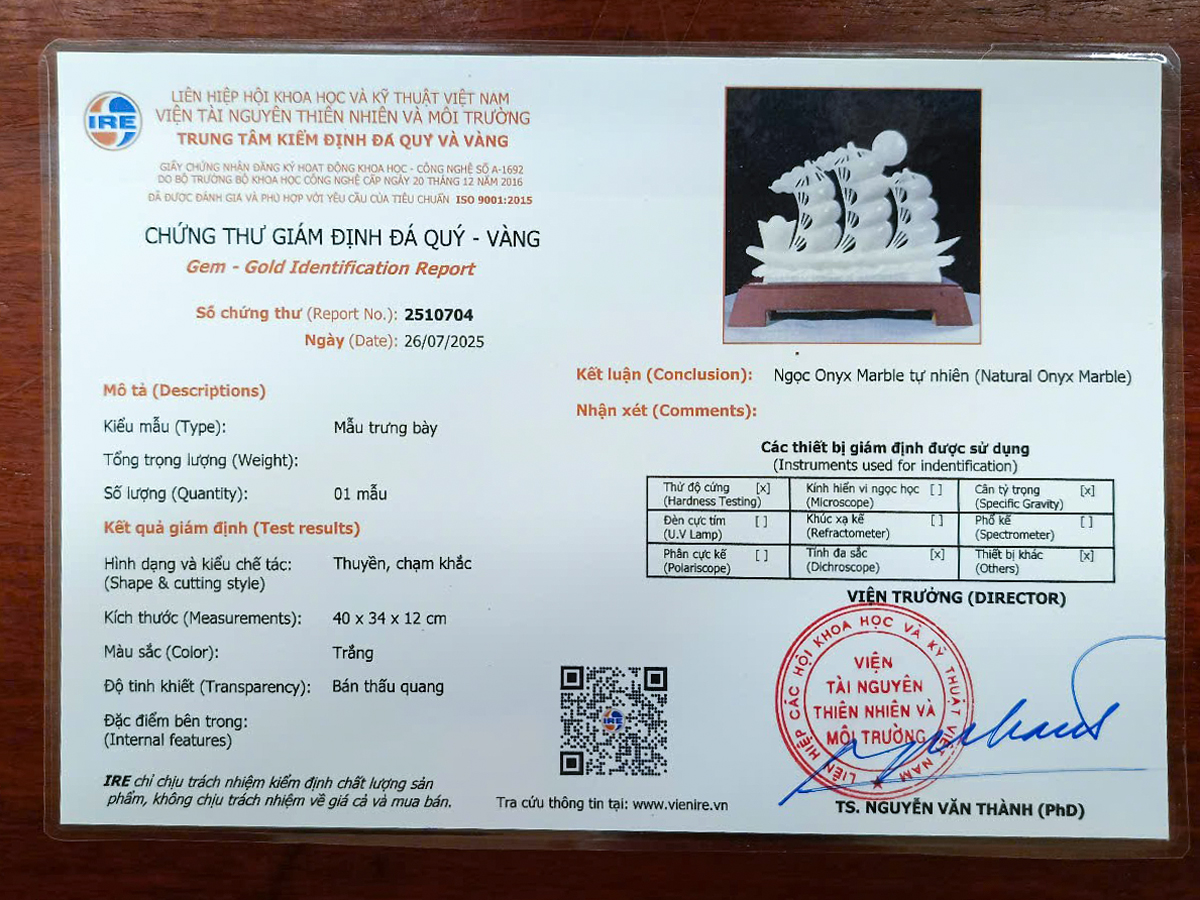 IRE
LIÊN HIỆP HỘI KHOA HỌC VÀ KỸ THUẬT VIỆT NAM
VIỆN TÀI NGUYÊN THIÊN NHIÊN VÀ MÔI TRƯỜNG
TRUNG TÂM KIỂM ĐỊNH ĐÁ QUÝ VÀ VÀNG
GIẤY CHỨNG NHẬN ĐĂNG KÝ HOẠT ĐỘNG KHOA HỌC - CÔNG NGHỆ SỐ A-1692
DO BỘ TRƯỞNG BỘ KHOA HỌC CÔNG NGHỆ CẤP NGÀY 20 THÁNG 12 NĂM 2016
ĐÃ ĐƯỢC ĐÁNH GIÁ VÀ PHÙ HỢP VỚI YÊU CẦU CỦA TIÊU CHUẨN ISO 9001:2015
CHỨNG THƯ GIÁM ĐỊNH ĐÁ QUÝ - VÀNG
Gem - Gold Identification Report
Số chứng thư (Report No.): 2510704
Ngày (Date): 26/07/2025
Mô tả (Descriptions)
Kiểu mẫu (Type): Mẫu trưng bày
Tổng trọng lượng (Weight):
Số lượng (Quantity): 01 mẫu
Kết quả giám định (Test results)
Hình dạng và kiểu chế tác: Thuyền, chạm khắc
(Shape & cutting style)
Kích thước (Measurements): 40 x 34 x 12 cm
Màu sắc (Color): Trắng
Độ tinh khiết (Transparency): Bán thấu quang
Đặc điểm bên trong:
(Internal features)
IRE chỉ chịu trách nhiệm kiểm định chất lượng sản
phẩm, không chịu trách nhiệm về giá cả và mua bán.
IRE
Tra cứu thông tin tại: www.vienire.vn
Kết luận (Conclusion): Ngọc Onyx Marble tự nhiên (Natural Onyx Marble)
Nhận xét (Comments):
Các thiết bị giám định được sử dụng
(Instruments used for indentification)
Thử độ cứng [x] Kính hiển vi ngọc học [ ] Cân tỷ trọng [x]
(Hardness Testing) (Microscope) (Specific Gravity)
Đèn cực tím [ ] Khúc xạ kế [ ] Phổ kế [ ]
(U.V Lamp) (Refractometer) (Spectrometer)
Phân cực kế [ ] Tính đa sắc [x] Thiết bị khác [x]
(Polariscope) (Dichroscope) (Others)
VIỆN TRƯỞNG (DIRECTOR)
LIÊN HIỆP CÁC HỘI KHOA HỌC VÀ KỸ THUẬT VIỆT NAM
VIỆN
TÀI NGUYÊN
THIÊN NHIÊN VÀ
MÔI TRƯỜNG
TS. NGUYỄN VĂN THÀNH (PhD)